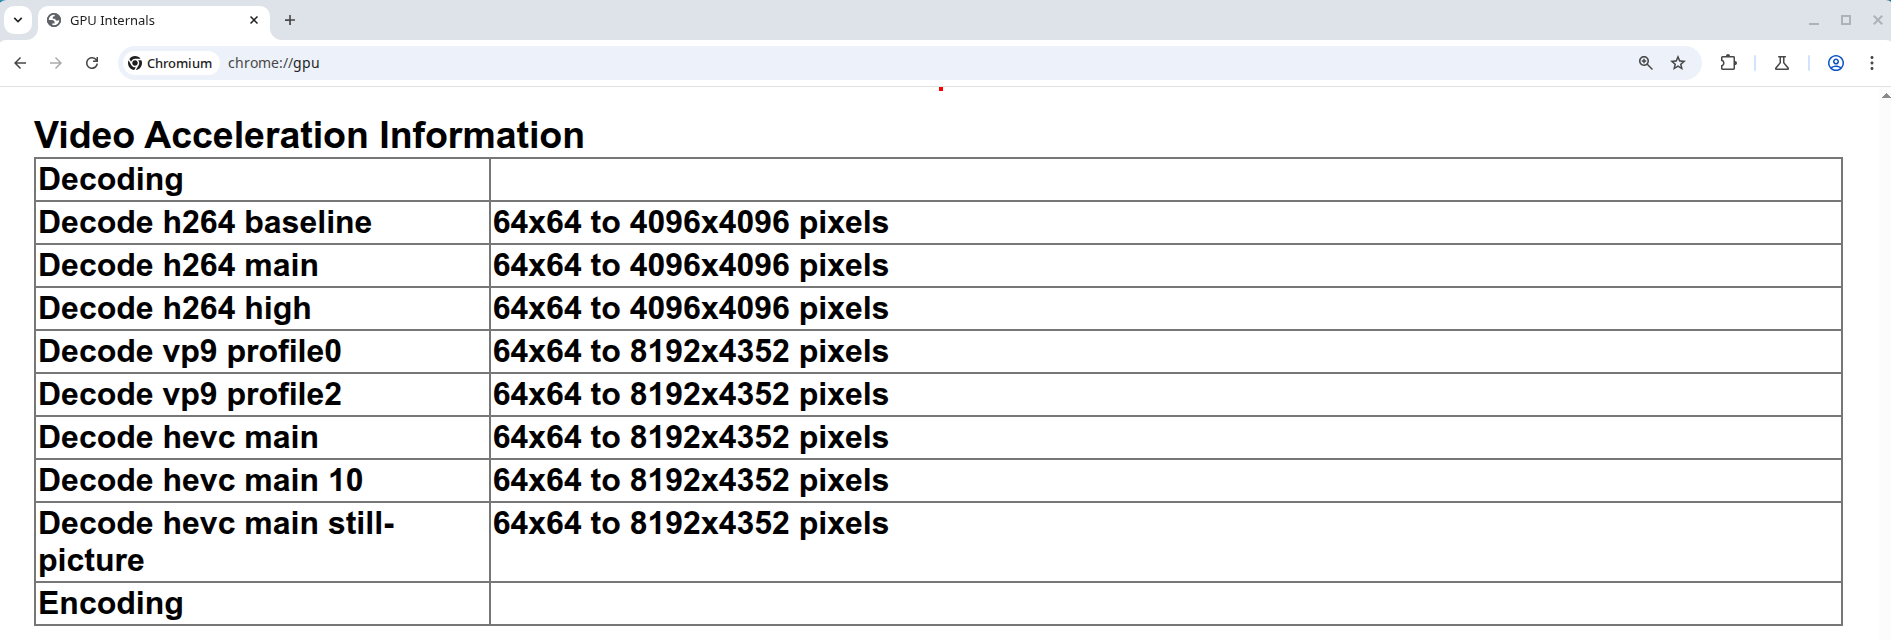 GPU Internals
Chromium chrome://gpu
Video Acceleration Information
Decoding
Decode h264 baseline 64x64 to 4096x4096 pixels
Decode h264 main 64x64 to 4096x4096 pixels
Decode h264 high 64x64 to 4096x4096 pixels
Decode vp9 profile0 64x64 to 8192x4352 pixels
Decode vp9 profile2 64x64 to 8192x4352 pixels
Decode hevc main 64x64 to 8192x4352 pixels
Decode hevc main 10 64x64 to 8192x4352 pixels
Decode hevc main still- 64x64 to 8192x4352 pixels
picture
Encoding